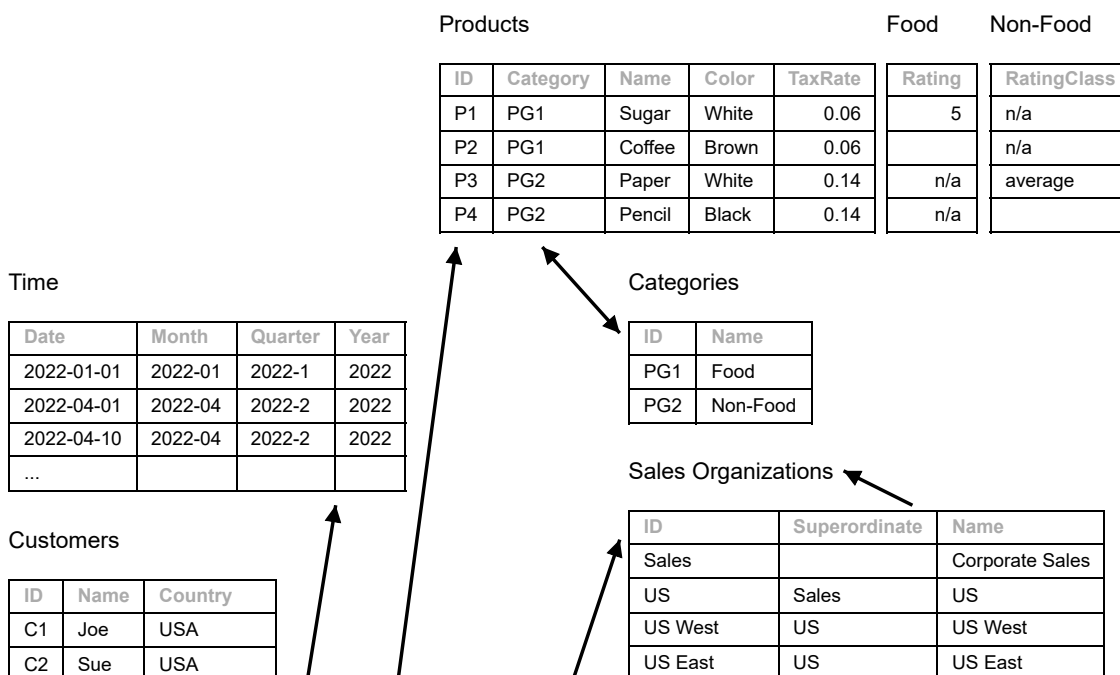 Products Food Non-Food
ID Category Name Color TaxRate Rating RatingClass
P1 PG1 Sugar White 0.06 5 n/a
P2 PG1 Coffee Brown 0.06 n/a
P3 PG2 Paper White 0.14 n/a average
P4 PG2 Pencil Black 0.14 n/a
Time
Date Month Quarter Year
2022-01-01 2022-01 2022-1 2022
2022-04-01 2022-04 2022-2 2022
2022-04-10 2022-04 2022-2 2022
...
Categories
ID Name
PG1 Food
PG2 Non-Food
Customers
ID Name Country
C1 Joe USA
C2 Sue USA
Sales Organizations
ID Superordinate Name
Sales Corporate Sales
US Sales US
US West US US West
US East US US East